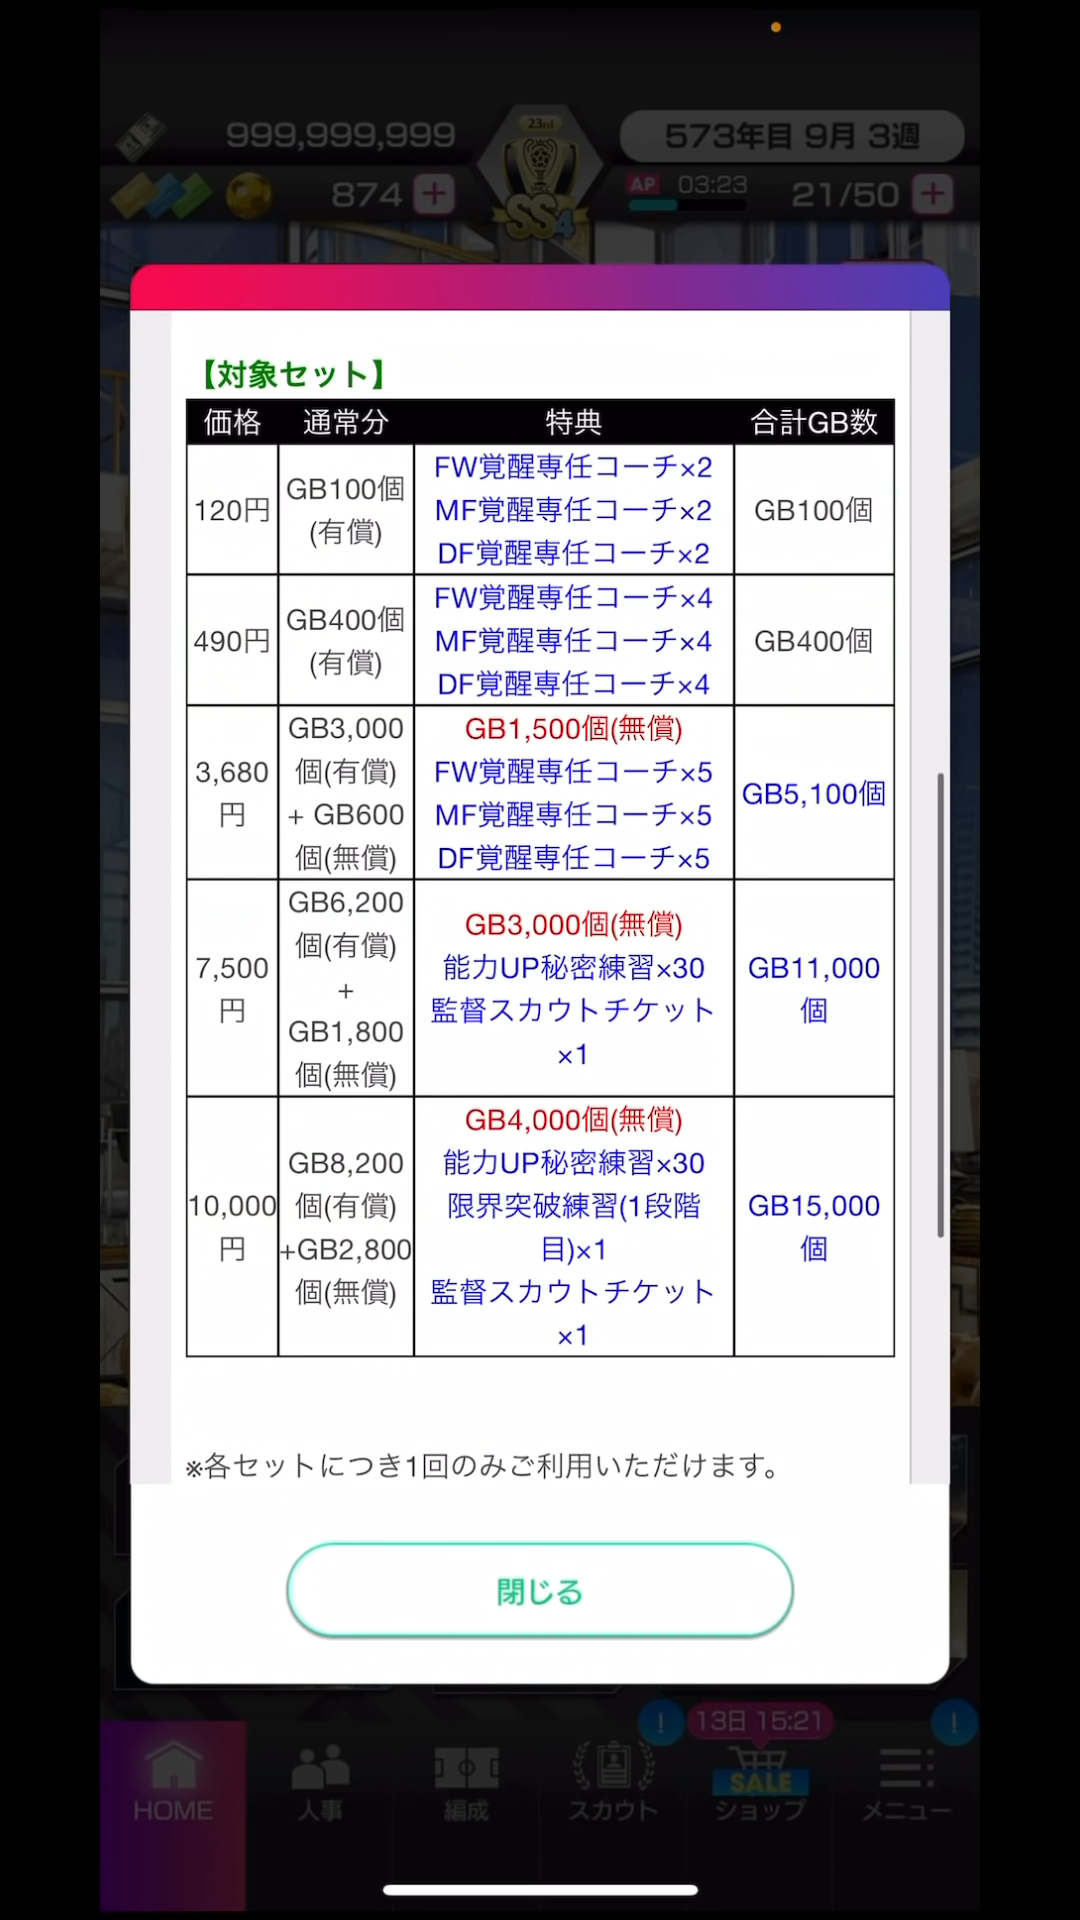 23rd
999,999,999
573年目 9月 3週
874
SS4
AP 03:23
21/50
【対象セット】
価格 通常分 特典 合計GB数
120円
GB100個
(有償)
FW覚醒専任コーチ×2
MF覚醒専任コーチ×2
DF覚醒専任コーチ×2
GB100個
490円
GB400個
(有償)
FW覚醒専任コーチ×4
MF覚醒専任コーチ×4
DF覚醒専任コーチ×4
GB400個
3,680
円
GB3,000
個(有償)
+ GB600
個(無償)
GB1,500個(無償)
FW覚醒専任コーチ×5
MF覚醒専任コーチ×5
DF覚醒専任コーチ×5
GB5,100個
7,500
円
GB6,200
個(有償)
+
GB1,800
個(無償)
GB3,000個(無償)
能力UP秘密練習×30
監督スカウトチケット
×1
GB11,000
個
10,000
円
GB8,200
個(有償)
+GB2,800
個(無償)
GB4,000個(無償)
能力UP秘密練習×30
限界突破練習(1段階
目)×1
監督スカウトチケット
×1
GB15,000
個
※各セットにつき1回のみご利用いただけます。
閉じる
! 13日 15:21 !
SALE
HOME 人事 編成 スカウト ショップ メニュー